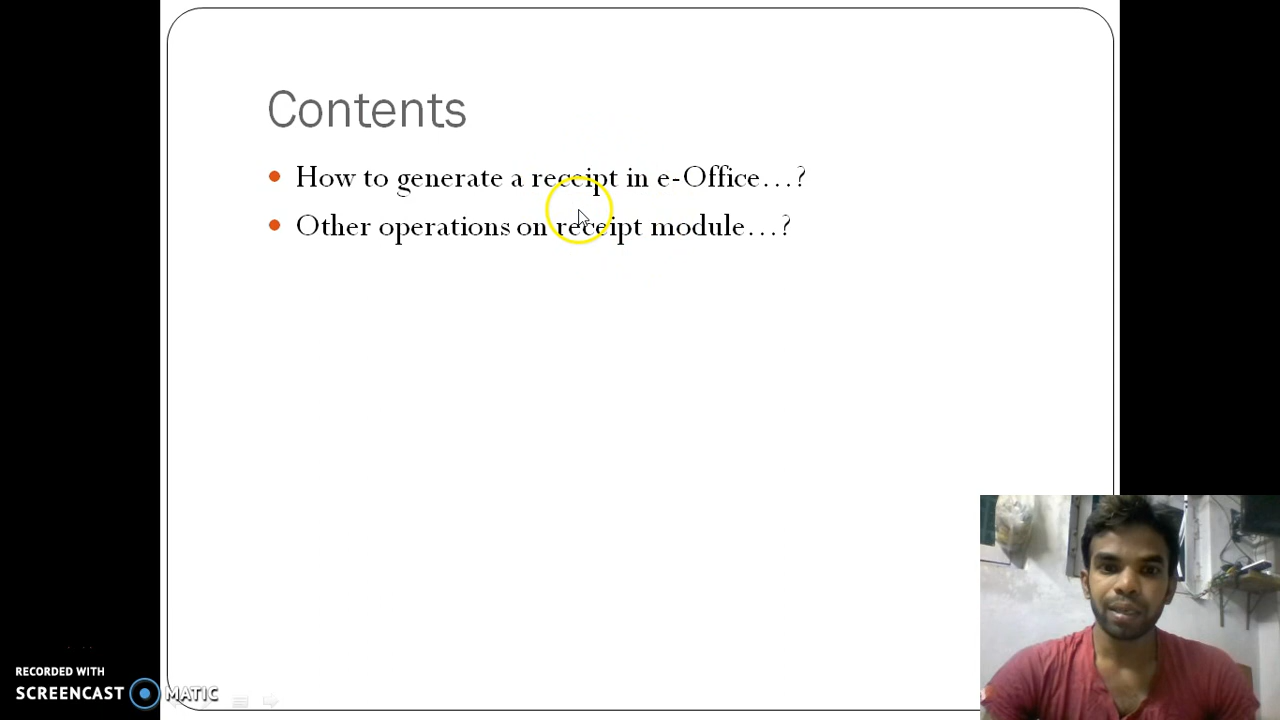 Contents
How to generate a receipt in e-Office...?
Other operations on receipt module...?
RECORDED WITH
SCREENCAST MATIC